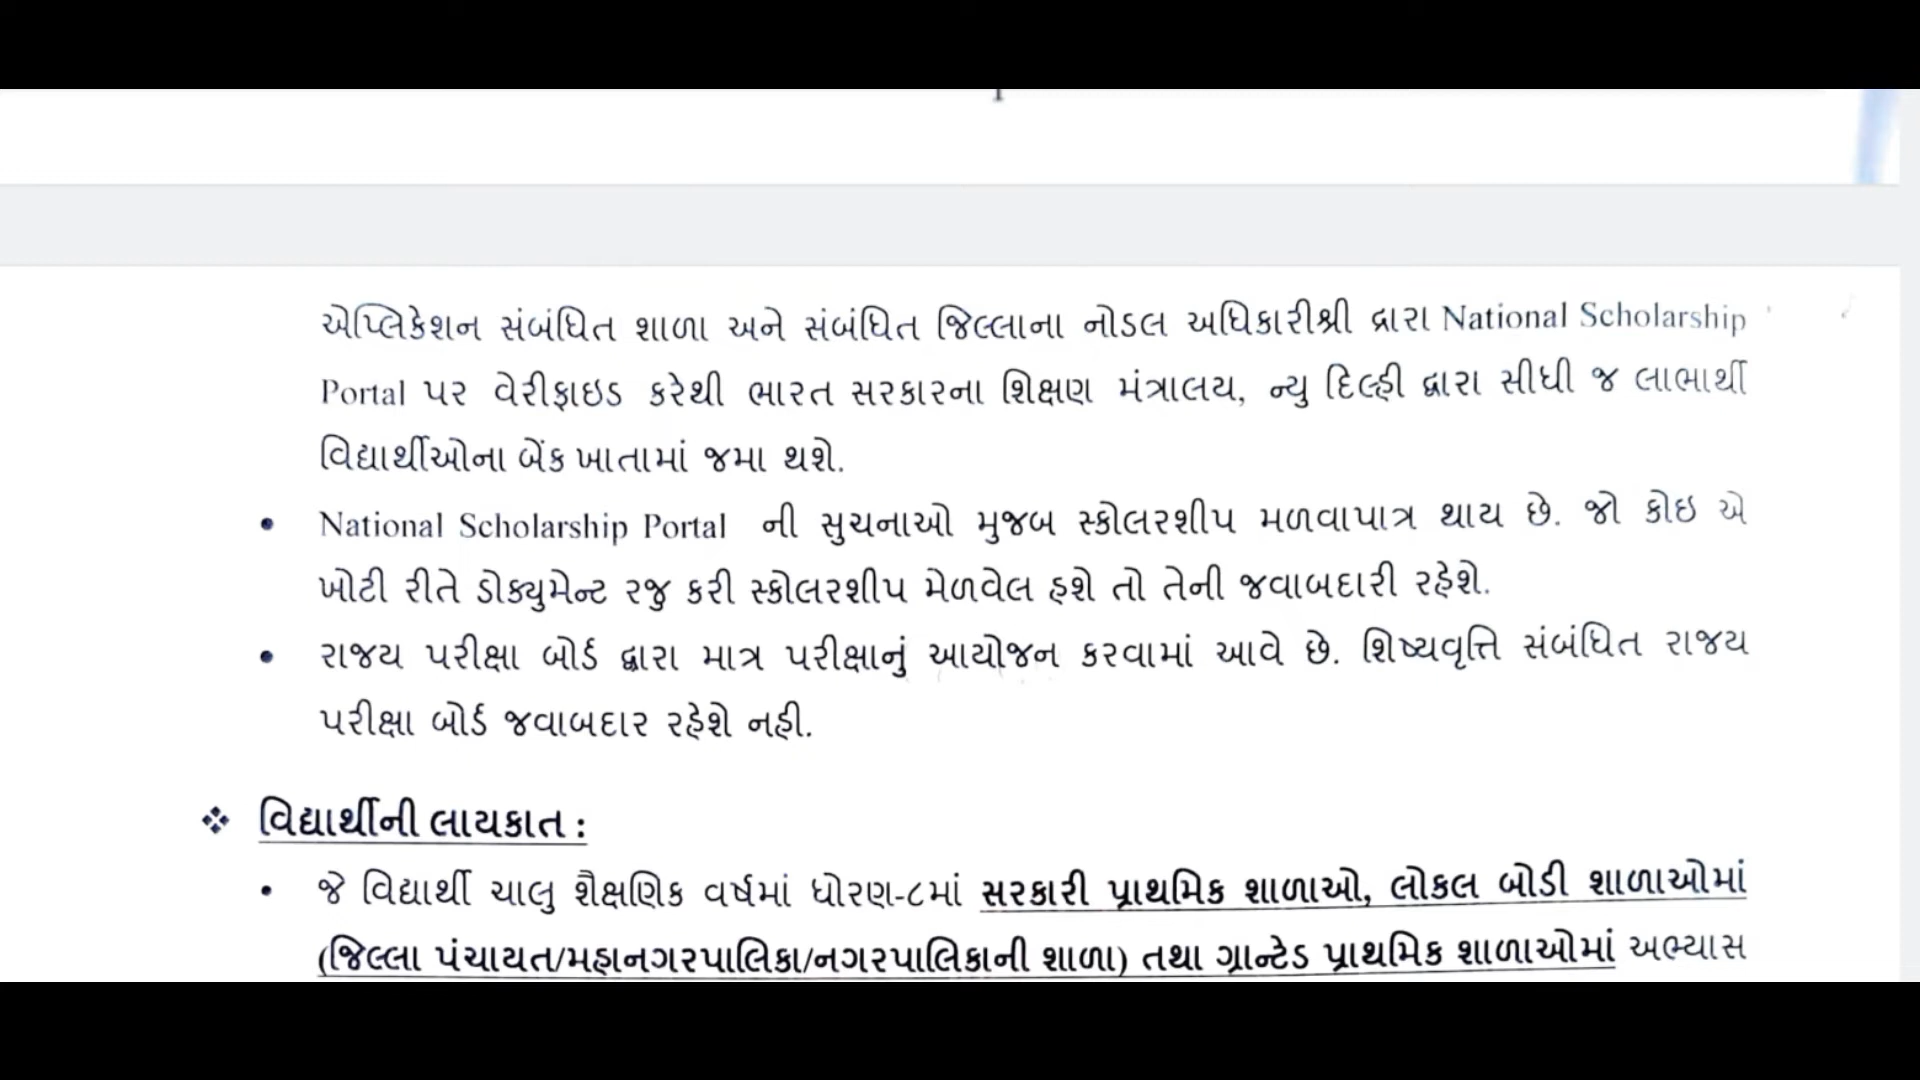 એપ્લિકેશન સંબંધિત શાળા અને સંબંધિત જિલ્લાના નોડલ અધિકારીશ્રી દ્વારા National Scholarship
Portal પર વેરીફાઇડ કરેથી ભારત સરકારના શિક્ષણ મંત્રાલય, ન્યુ દિલ્હી દ્વારા સીધી જ લાભાર્થી
વિદ્યાર્થીઓના બેંક ખાતામાં જમા થશે.
• National Scholarship Portal ની સુચનાઓ મુજબ સ્કોલરશીપ મળવાપાત્ર થાય છે. જો કોઇ એ
ખોટી રીતે ડોક્યુમેન્ટ રજુ કરી સ્કોલરશીપ મેળવેલ હશે તો તેની જવાબદારી રહેશે.
• રાજય પરીક્ષા બોર્ડ દ્વારા માત્ર પરીક્ષાનું આયોજન કરવામાં આવે છે. શિષ્યવૃત્તિ સંબંધિત રાજય
પરીક્ષા બોર્ડ જવાબદાર રહેશે નહી.
❖ વિદ્યાર્થીની લાયકાત :
• જે વિદ્યાર્થી ચાલુ શૈક્ષણિક વર્ષમાં ધોરણ-૮માં સરકારી પ્રાથમિક શાળાઓ, લોકલ બોડી શાળાઓમાં
(જિલ્લા પંચાયત/મહાનગરપાલિકા/નગરપાલિકાની શાળા) તથા ગ્રાન્ટેડ પ્રાથમિક શાળાઓમાં અભ્યાસ